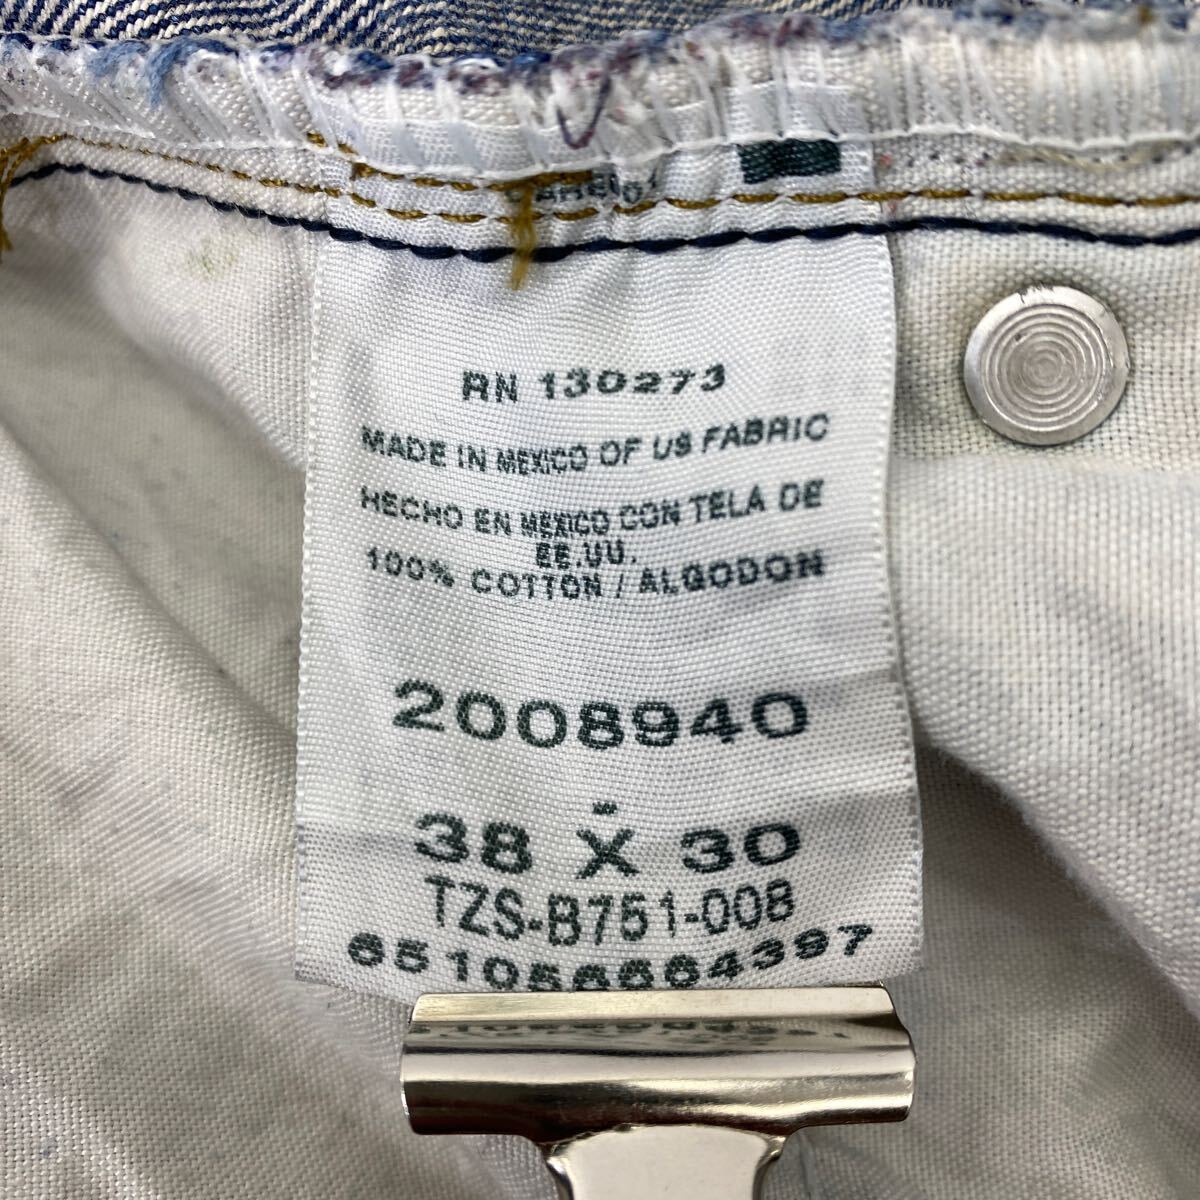 RN 130273
MADE IN MEXICO OF US FABRIC
HECHO EN MEXICO CON TELA DE
EE.UU.
100% COTTON / ALGODON
2008940
38 X 30
TZS-B751-008